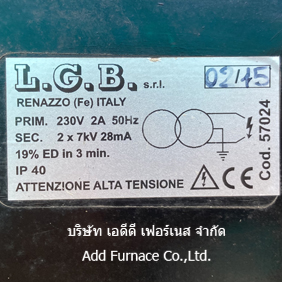 L.G.B. s.r.l.
02/15
RENAZZO (Fe) ITALY
PRIM. 230V 2A 50Hz
SEC. 2 x 7kV 28mA
19% ED in 3 min.
IP 40
ATTENZIONE ALTA TENSIONE
Cod. 57024
บริษัท เอดีดี เฟอร์เนส จำกัด
Add Furnace Co.,Ltd.